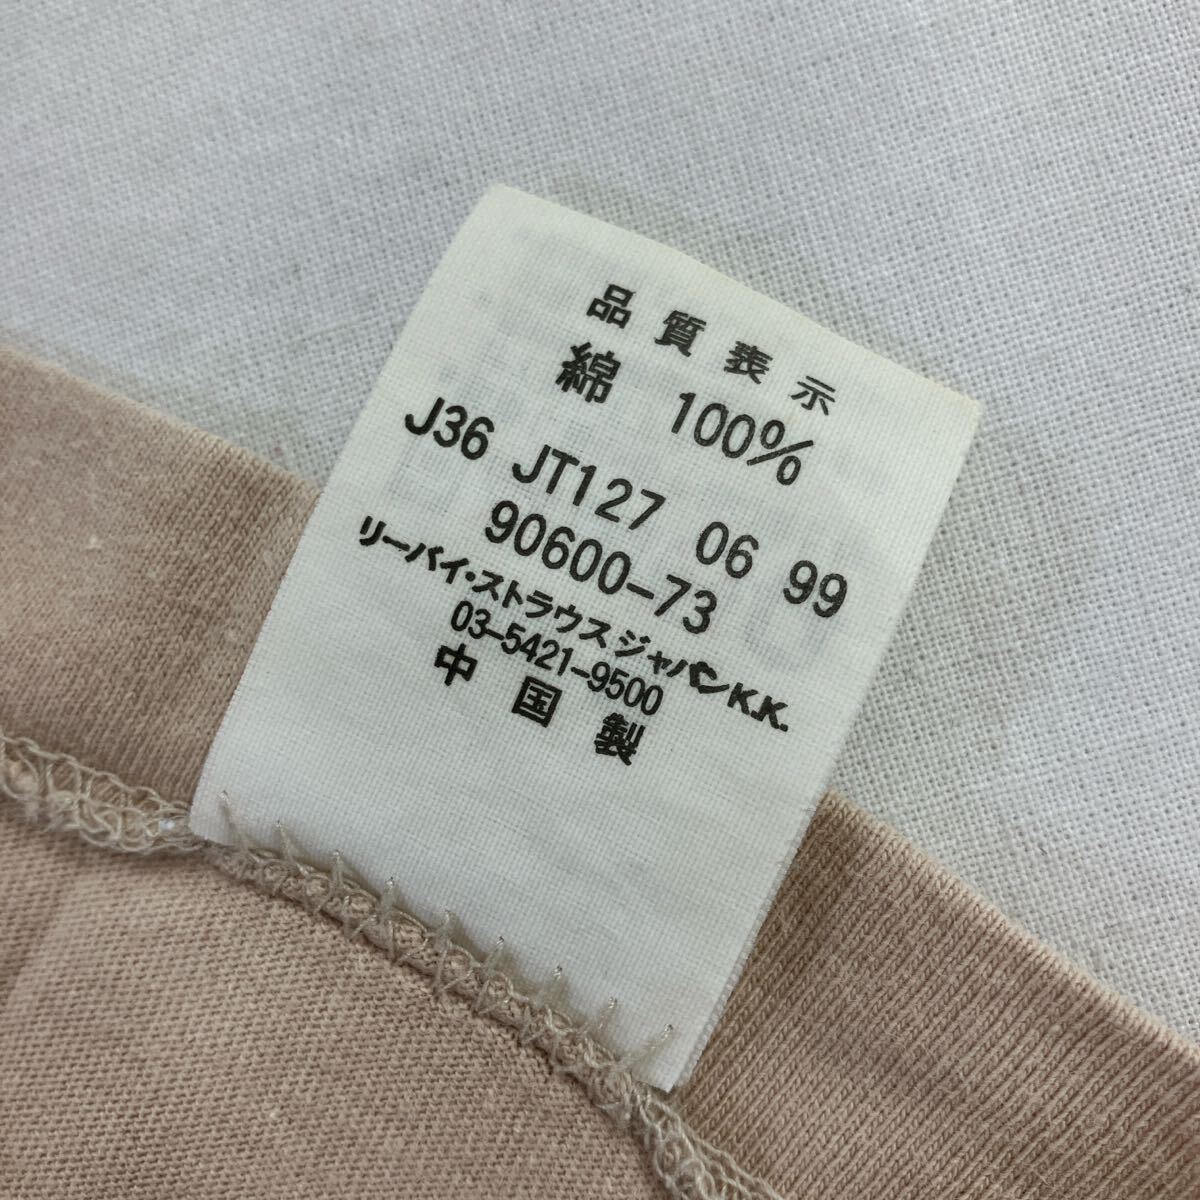 品質表示
綿 100%
J36 JT127 06 99
90600-73
リーバイ・ストラウスジャパンK.K.
03-5421-9500
中国製